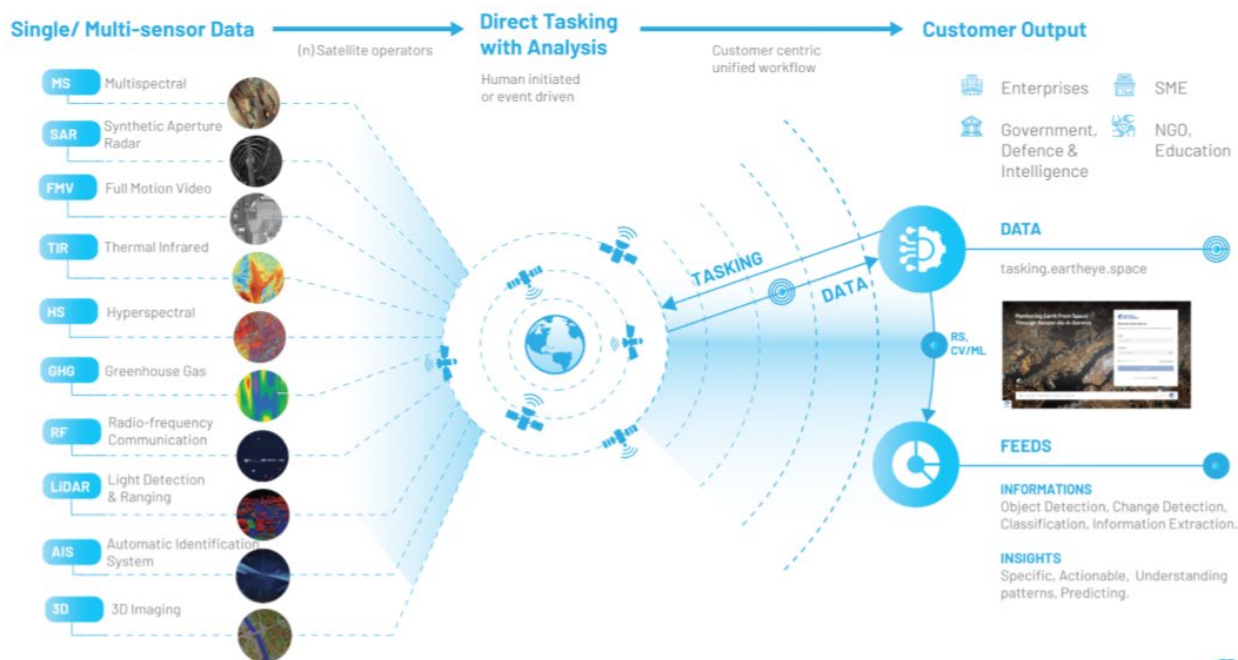 Single/ Multi-sensor Data
(n) Satellite operators
Direct Tasking
with Analysis
Human initiated
or event driven
Customer centric
unified workflow
Customer Output
MS
Multispectral
SAR
Synthetic Aperture
Radar
FMV
Full Motion Video
TIR
Thermal Infrared
HS
Hyperspectral
GHG
Greenhouse Gas
RF
Radio-frequency
Communication
LiDAR
Light Detection
& Ranging
AIS
Automatic Identification
System
3D
3D Imaging
TASKING
DATA
RS,
CV/ML
Enterprises
SME
Government,
Defence &
Intelligence
NGO,
Education
DATA
tasking.eartheye.space
Monitoring Earth From Space
Through Sensor-As-A-Service
FEEDS
INFORMATIONS
Object Detection, Change Detection,
Classification, Information Extraction.
INSIGHTS
Specific, Actionable, Understanding
patterns, Predicting.